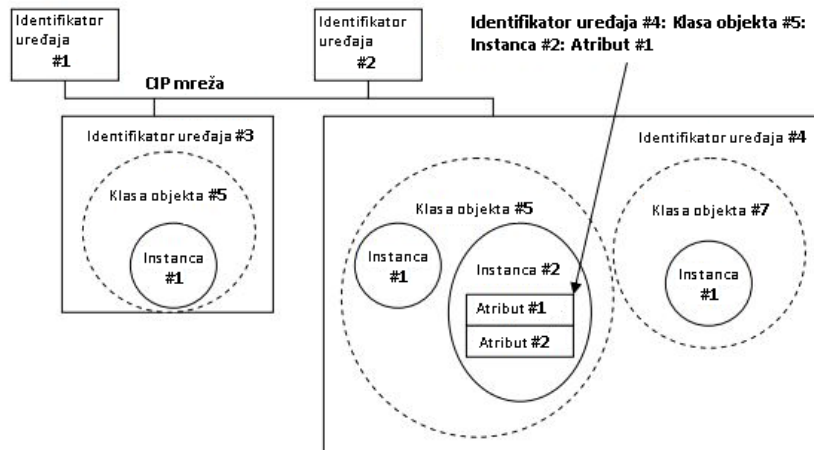 Identifikator
uređaja
#1
Identifikator
uređaja
#2
Identifikator uređaja #4: Klasa objekta #5:
Instanca #2: Atribut #1
CIP mreža
Identifikator uređaja #3
Klasa objekta #5
Instanca
#1
Identifikator uređaja #4
Klasa objekta #5
Instanca
#1
Instanca #2
Atribut #1
Atribut #2
Klasa objekta #7
Instanca
#1